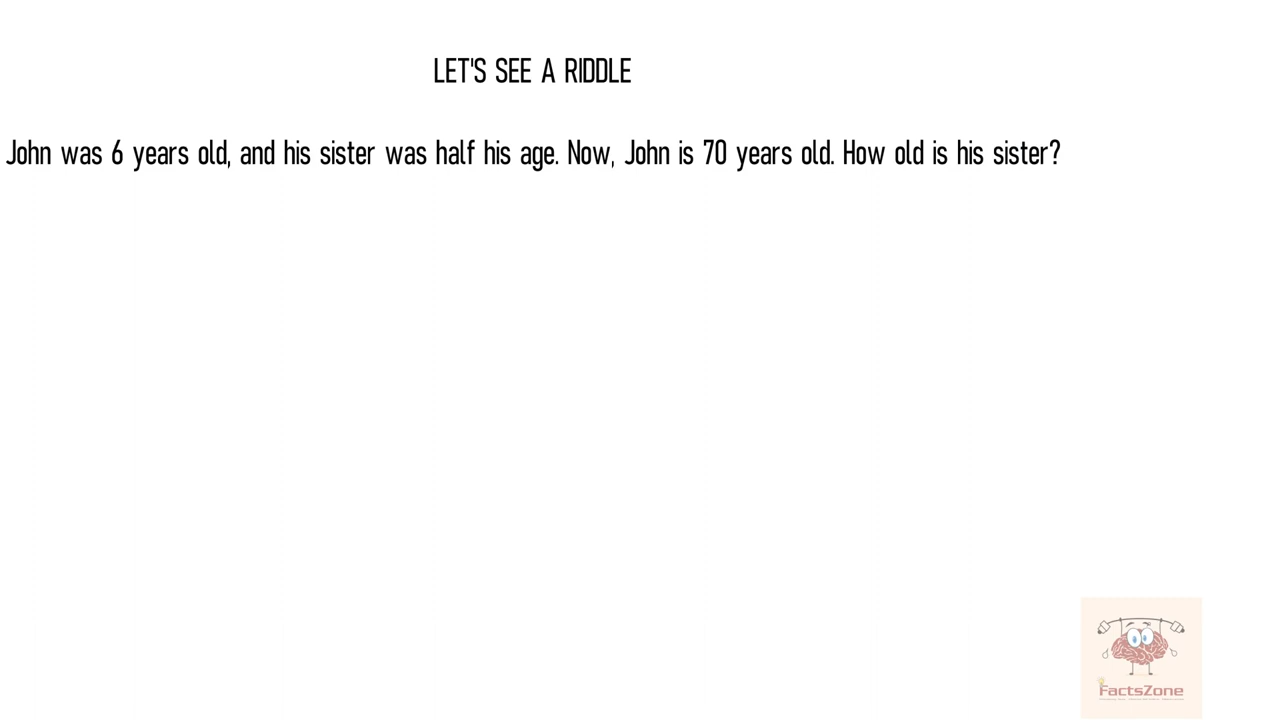 LET'S SEE A RIDDLE
John was 6 years old, and his sister was half his age. Now, John is 70 years old. How old is his sister?
FactsZone